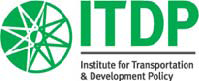 ITDP
Institute for Transportation
& Development Policy